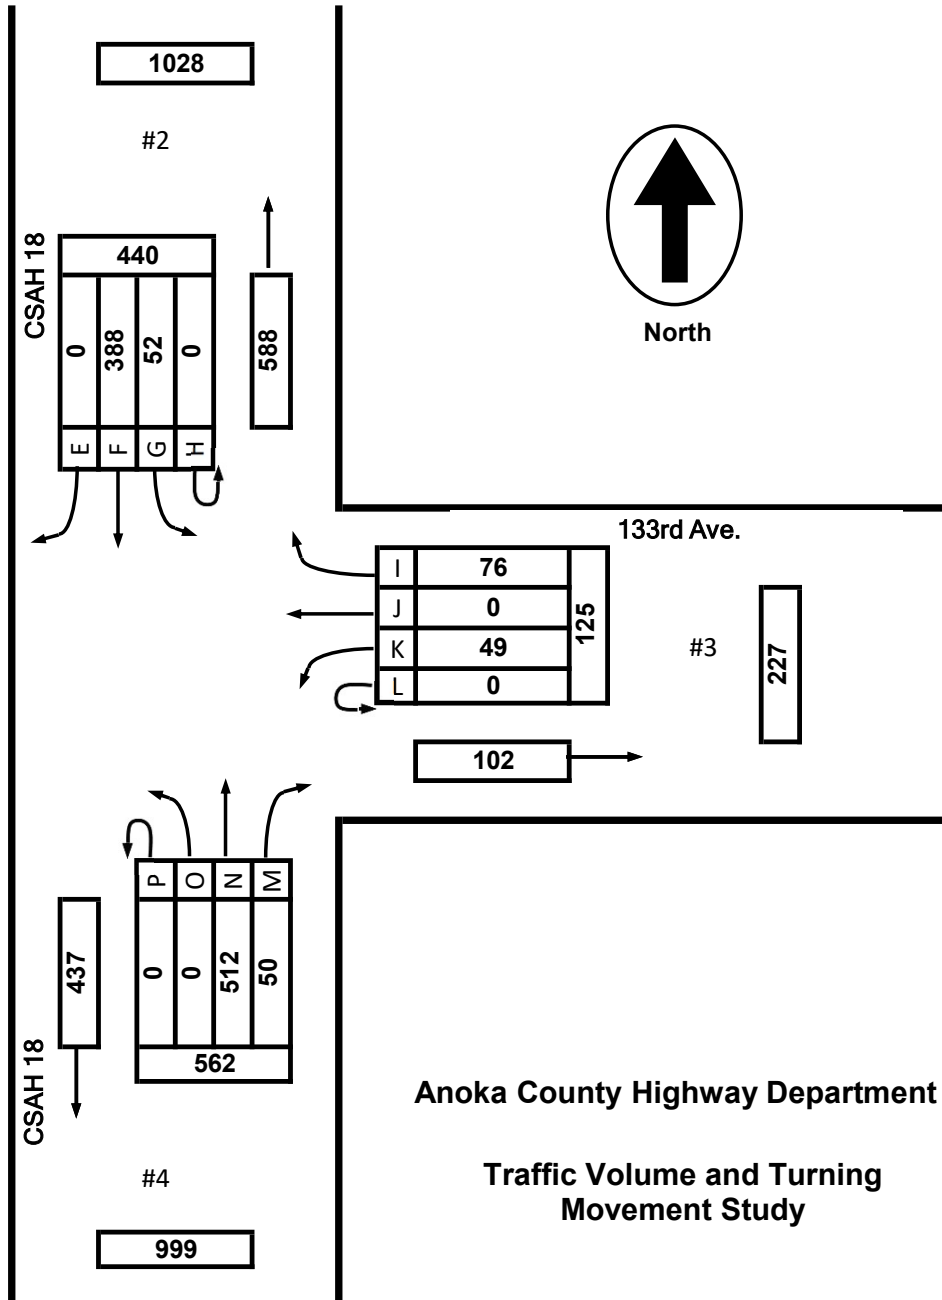 1028
#2
CSAH 18
440
0
388
52
0
588
E
F
G
H
North
133rd Ave.
I 76
J 0
K 49
L 0
125
#3
227
102
P
O
N
M
0
0
512
50
437
562
CSAH 18
#4
999
Anoka County Highway Department
Traffic Volume and Turning
Movement Study